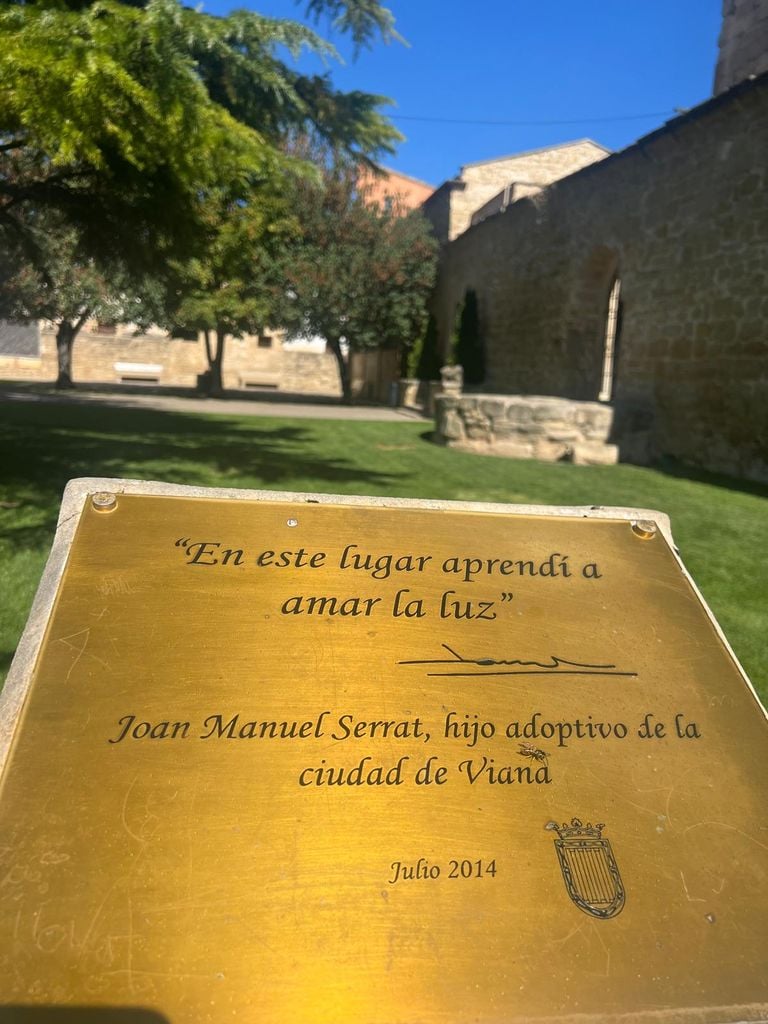 “En este lugar aprendí a
amar la luz”
Joan Manuel Serrat, hijo adoptivo de la
ciudad de Viana
Julio 2014